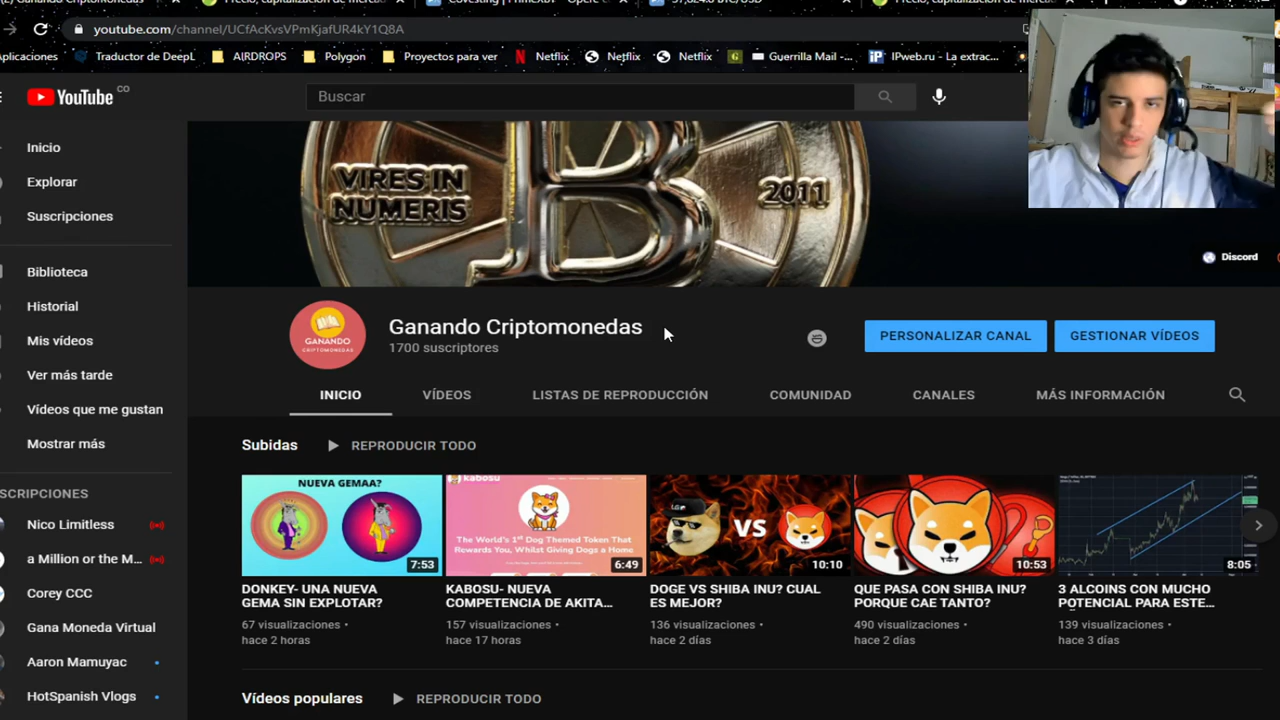 youtube.com/channel/UCfAcKvsVPmKjafUR4kY1Q8A
Traductor de DeepL
A|RDROPS
Polygon
Proyectos para ver
Netflix
Netflix
Netflix
Guerrilla Mail -...
IPweb.ru - La extrac...
YouTube CO
Buscar
Inicio
Explorar
Suscripciones
Biblioteca
Historial
Mis vídeos
Ver más tarde
Vídeos que me gustan
Mostrar más
SCRIPCIONES
Nico Limitless
a Million or the M...
Corey CCC
Gana Moneda Virtual
Aaron Mamuyac
HotSpanish Vlogs
VIRES IN
NUMERIS
B
2011
Discord
GANANDO
CRIPTOMONEDAS
Ganando Criptomonedas
1700 suscriptores
PERSONALIZAR CANAL
GESTIONAR VÍDEOS
INICIO
VÍDEOS
LISTAS DE REPRODUCCIÓN
COMUNIDAD
CANALES
MÁS INFORMACIÓN
Subidas
REPRODUCIR TODO
NUEVA GEMAA?
7:53
DONKEY- UNA NUEVA
GEMA SIN EXPLOTAR?
67 visualizaciones •
hace 2 horas
kabosu
The World's 1st Dog Themed Token That
Rewards You, Whilst Giving Dogs a Home
6:49
KABOSU- NUEVA
COMPETENCIA DE AKITA...
157 visualizaciones •
hace 17 horas
VS
10:10
DOGE VS SHIBA INU? CUAL
ES MEJOR?
136 visualizaciones •
hace 2 días
10:53
QUE PASA CON SHIBA INU?
PORQUE CAE TANTO?
490 visualizaciones •
hace 2 días
8:05
3 ALCOINS CON MUCHO
POTENCIAL PARA ESTE...
139 visualizaciones •
hace 3 días
Vídeos populares
REPRODUCIR TODO